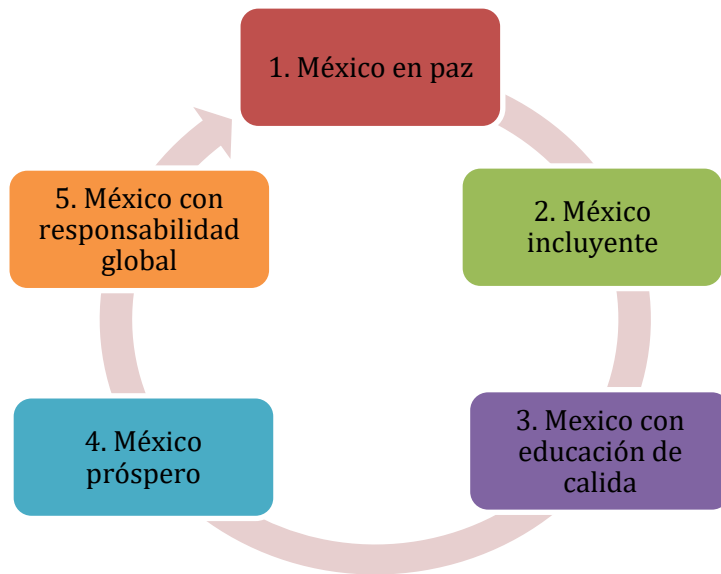 1. México en paz
2. México
incluyente
3. Mexico con
educación de
calida
4. México
próspero
5. México con
responsabilidad
global